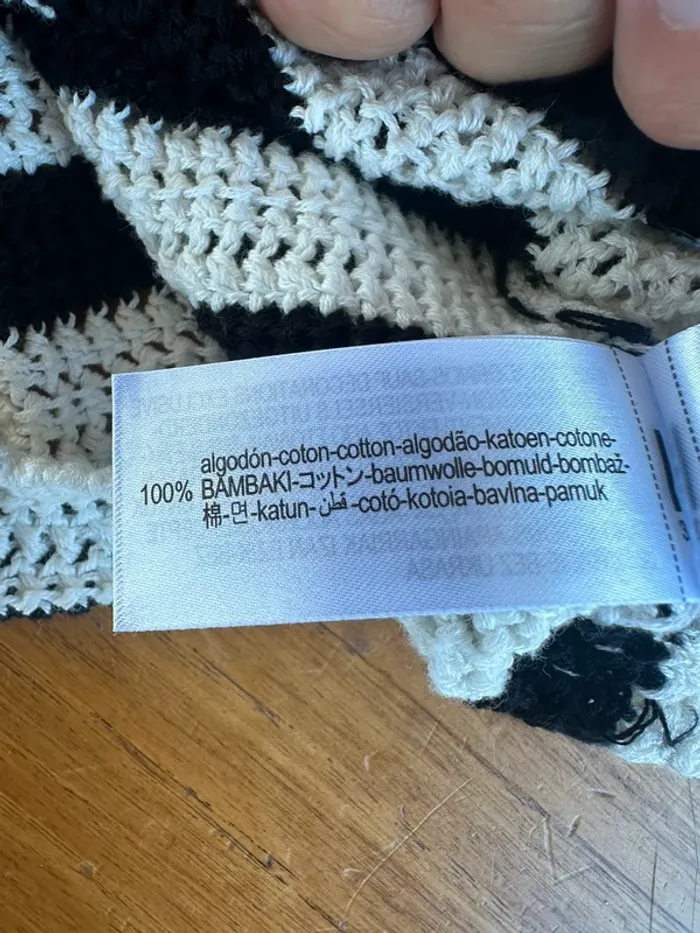 algodón-coton-cotton-algodão-katoen-cotone-
100% BAMBAKI-コットン-baumwolle-bomuld-bombaž-
棉-면-katun-قطن-cotó-kotoia-bavlna-pamuk